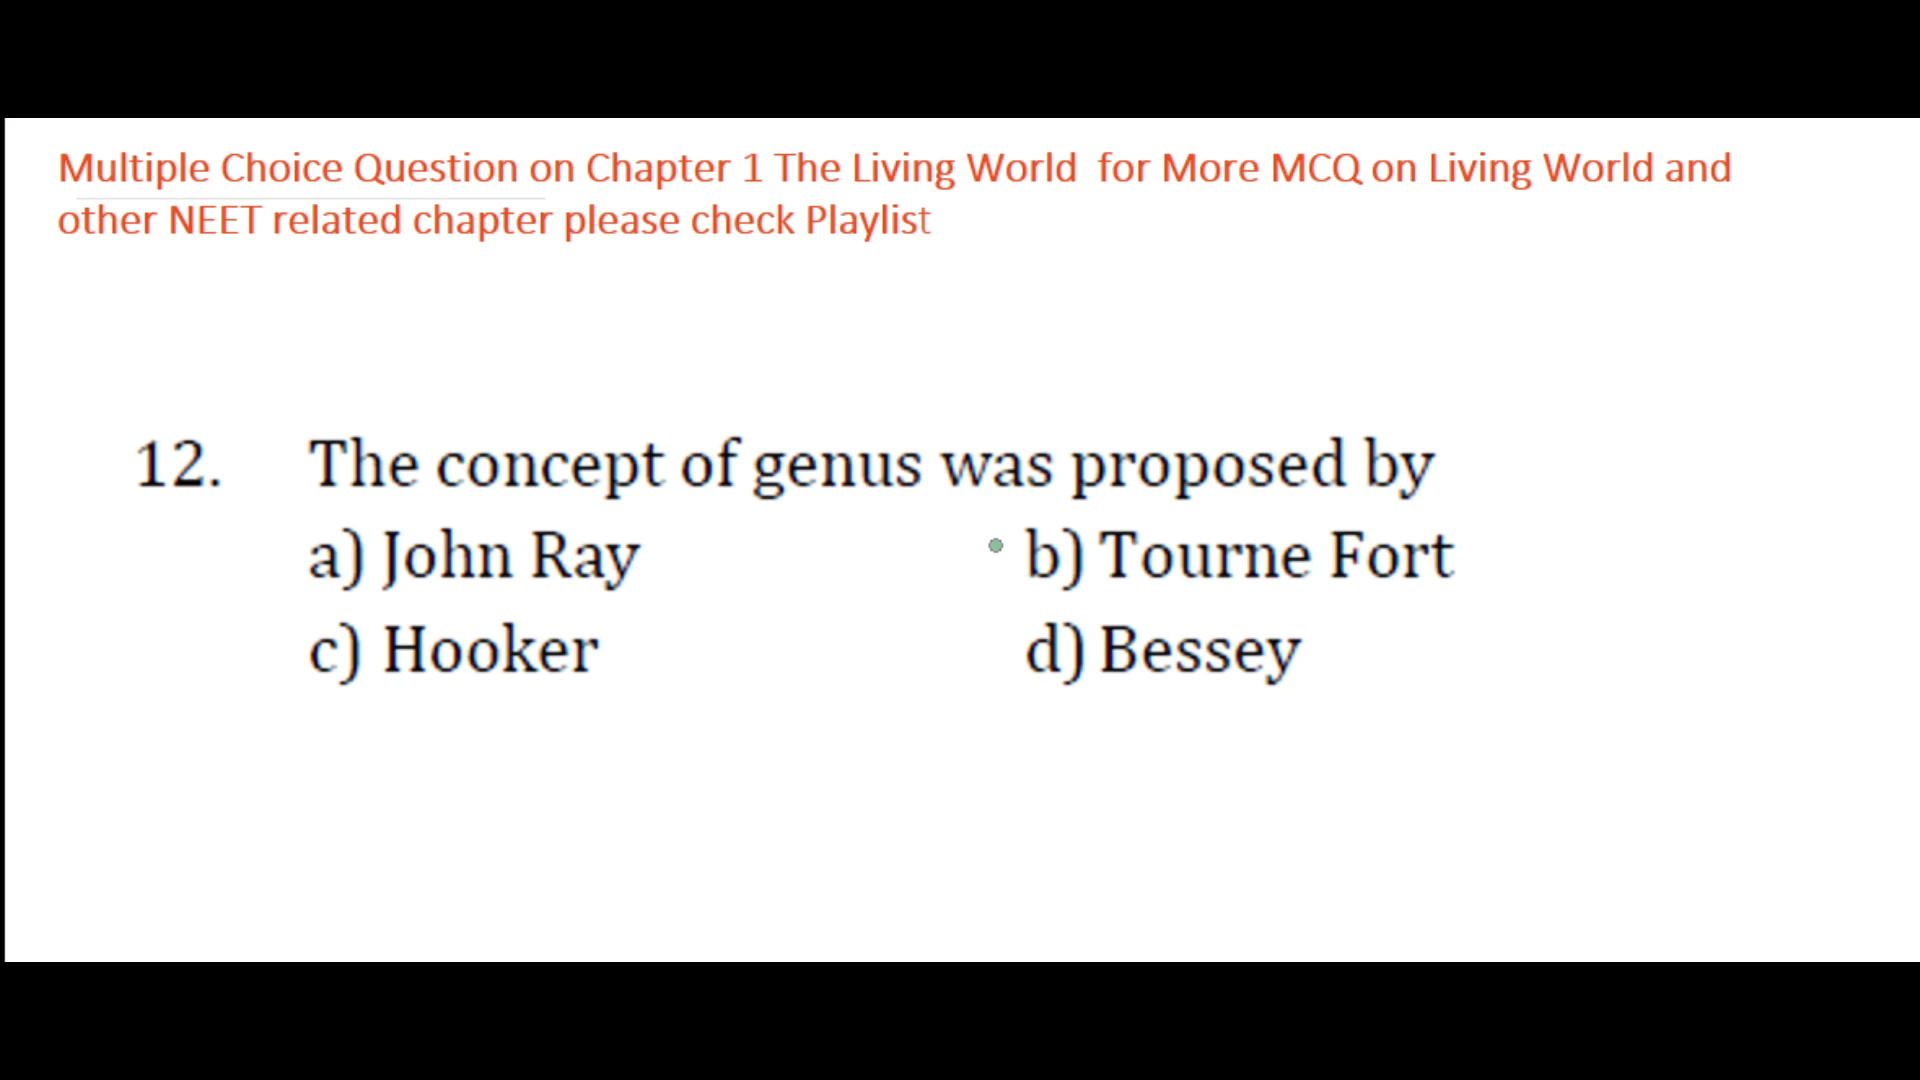 Multiple Choice Question on Chapter 1 The Living World  for More MCQ on Living World and
other NEET related chapter please check Playlist
12. The concept of genus was proposed by
a) John Ray b) Tourne Fort
c) Hooker d) Bessey